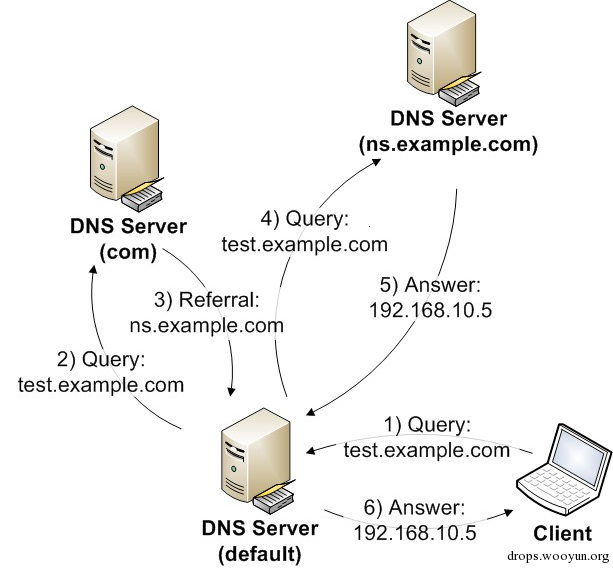 DNS Server
(ns.example.com)
DNS Server
(com)
4) Query:
test.example.com
3) Referral:
ns.example.com
5) Answer:
192.168.10.5
2) Query:
test.example.com
1) Query:
test.example.com
6) Answer:
192.168.10.5
DNS Server
(default)
Client
drops.wooyun.org